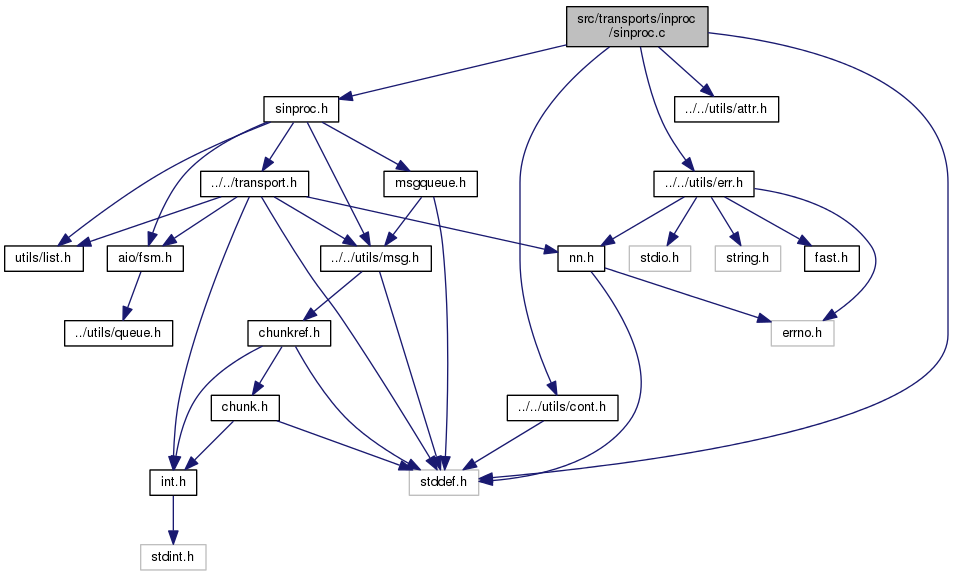 src/transports/inproc
/sinproc.c
sinproc.h
../../utils/attr.h
../../transport.h
msgqueue.h
../../utils/err.h
utils/list.h
aio/fsm.h
../../utils/msg.h
nn.h
stdio.h
string.h
fast.h
../utils/queue.h
chunkref.h
errno.h
chunk.h
../../utils/cont.h
int.h
stddef.h
stdint.h